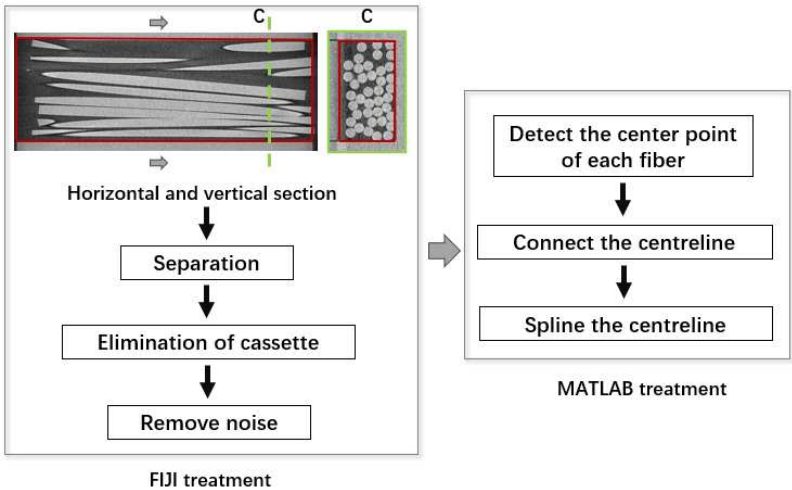 C
C
Horizontal and vertical section
Separation
Elimination of cassette
Remove noise
FIJI treatment
Detect the center point
of each fiber
Connect the centreline
Spline the centreline
MATLAB treatment